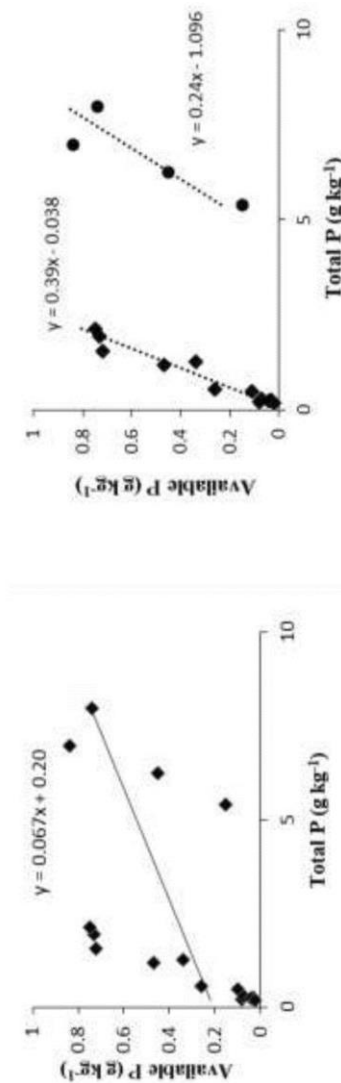 y = 0.067x + 0.20
Available P (g kg⁻¹)
1
0.8
0.6
0.4
0.2
0
0
5
10
Total P (g kg⁻¹)
y = 0.39x - 0.038
y = 0.24x - 1.096
Available P (g kg⁻¹)
1
0.8
0.6
0.4
0.2
0
0
5
10
Total P (g kg⁻¹)